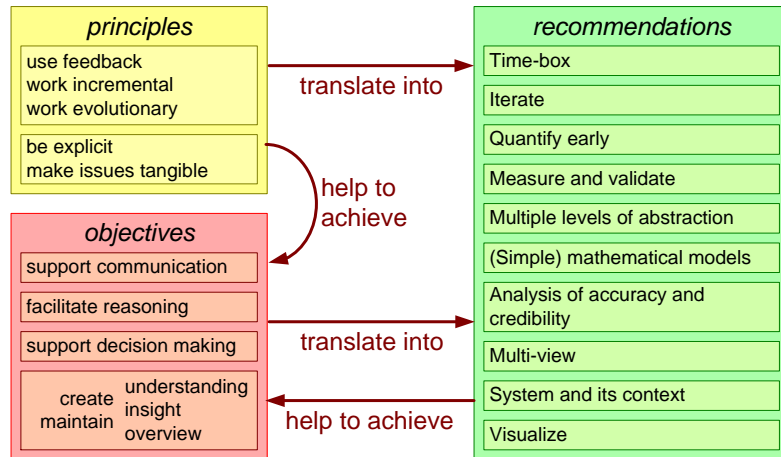 principles
use feedback
work incremental
work evolutionary
be explicit
make issues tangible
translate into
help to
achieve
objectives
support communication
facilitate reasoning
support decision making
create
maintain
understanding
insight
overview
translate into
help to achieve
recommendations
Time-box
Iterate
Quantify early
Measure and validate
Multiple levels of abstraction
(Simple) mathematical models
Analysis of accuracy and
credibility
Multi-view
System and its context
Visualize